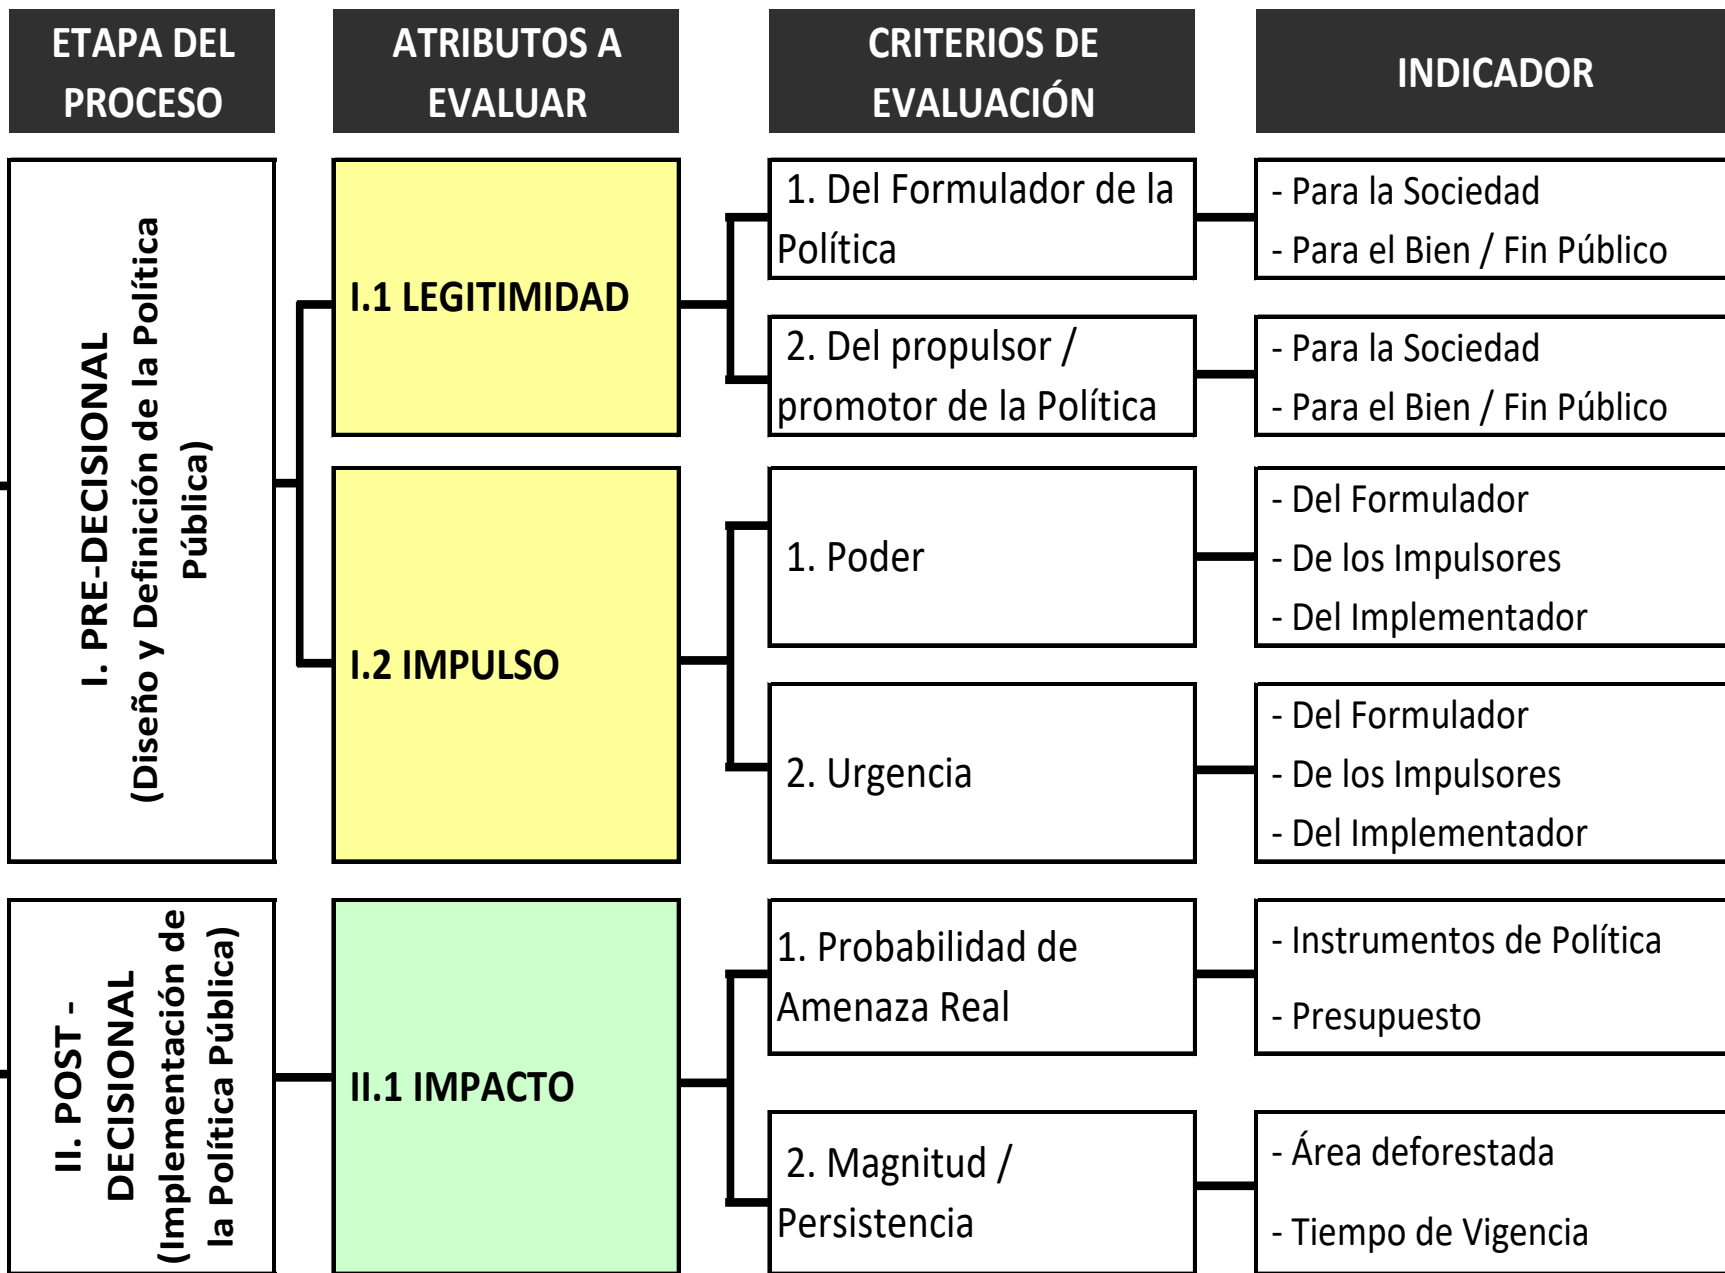 ETAPA DEL
PROCESO
ATRIBUTOS A
EVALUAR
CRITERIOS DE
EVALUACIÓN
INDICADOR
I. PRE-DECISIONAL
(Diseño y Definición de la Política
Pública)
I.1 LEGITIMIDAD
1. Del Formulador de la
Política
- Para la Sociedad
- Para el Bien / Fin Público
2. Del propulsor /
promotor de la Política
- Para la Sociedad
- Para el Bien / Fin Público
I.2 IMPULSO
1. Poder
- Del Formulador
- De los Impulsores
- Del Implementador
2. Urgencia
- Del Formulador
- De los Impulsores
- Del Implementador
II. POST -
DECISIONAL
(Implementación de
la Política Pública)
II.1 IMPACTO
1. Probabilidad de
Amenaza Real
- Instrumentos de Política
- Presupuesto
2. Magnitud /
Persistencia
- Área deforestada
- Tiempo de Vigencia